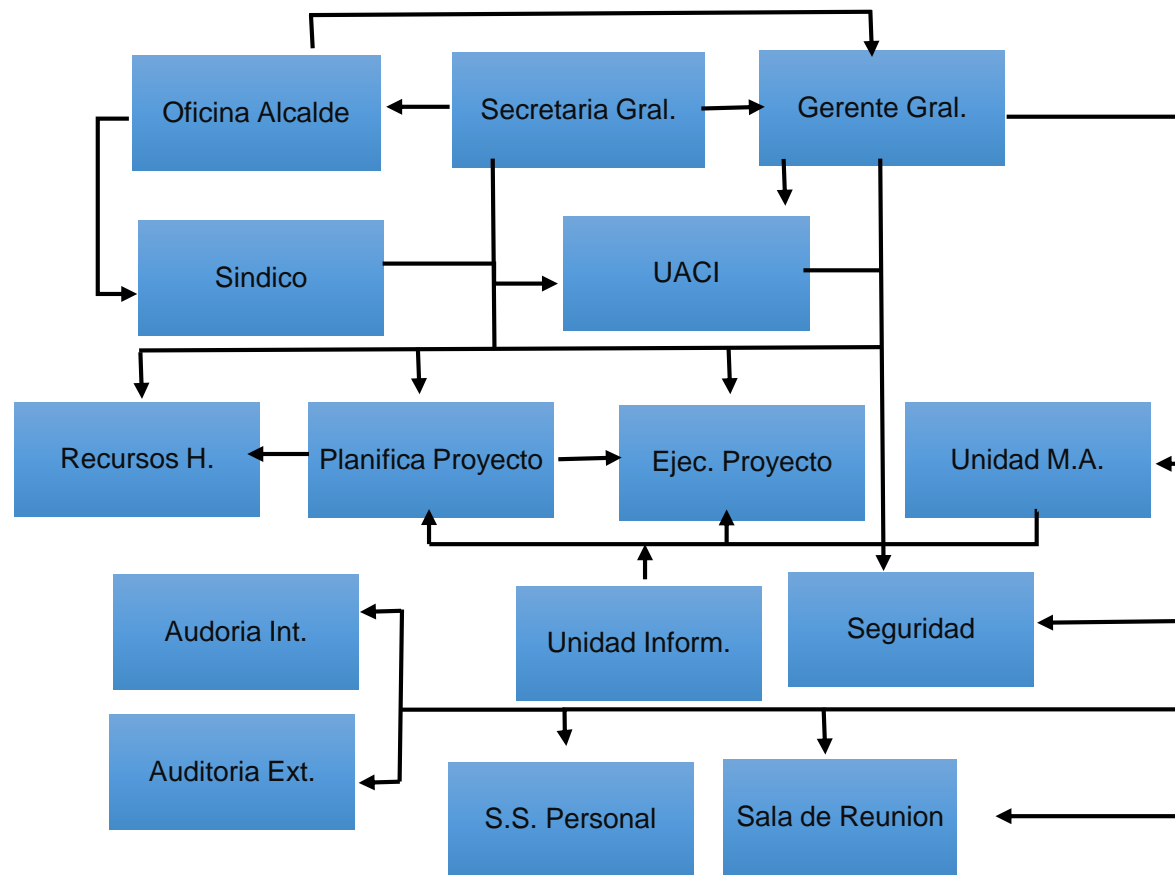 Oficina Alcalde
Secretaria Gral.
Gerente Gral.
Sindico
UACI
Recursos H.
Planifica Proyecto
Ejec. Proyecto
Unidad M.A.
Audoria Int.
Unidad Inform.
Seguridad
Auditoria Ext.
S.S. Personal
Sala de Reunion